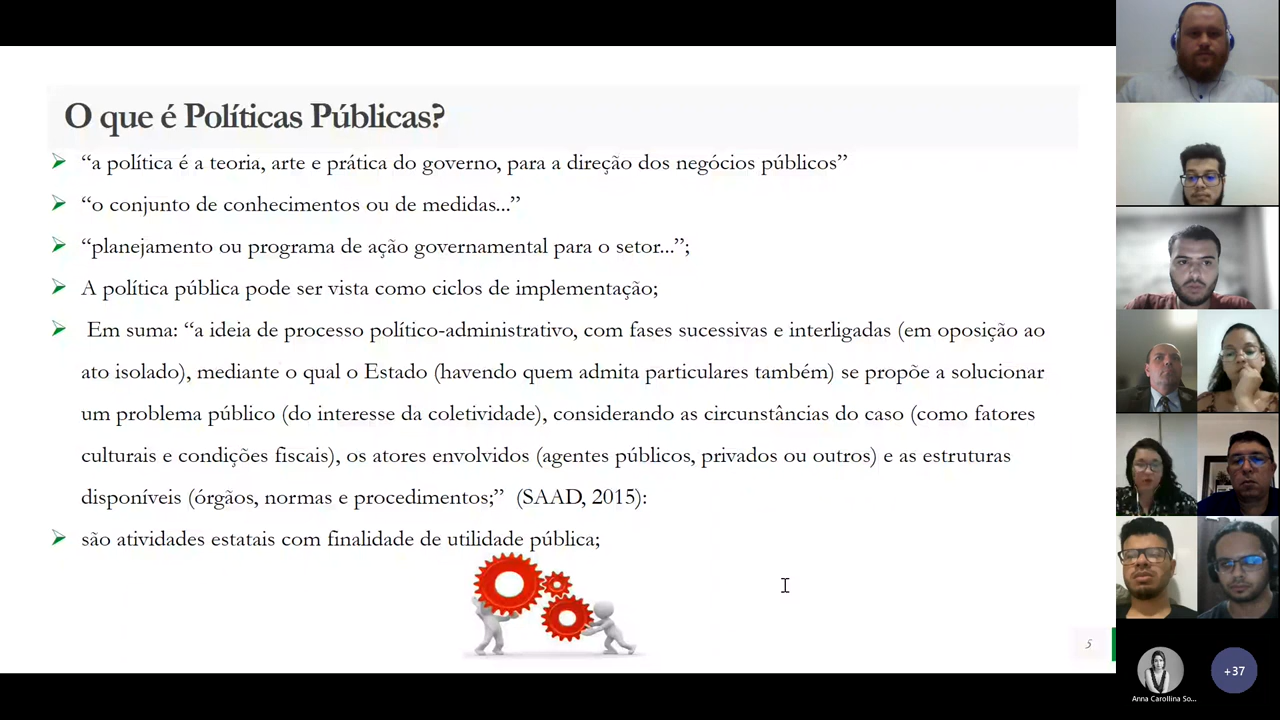 O que é Políticas Públicas?
“a política é a teoria, arte e prática do governo, para a direção dos negócios públicos”
“o conjunto de conhecimentos ou de medidas...”
“planejamento ou programa de ação governamental para o setor...”;
A política pública pode ser vista como ciclos de implementação;
Em suma: “a ideia de processo político-administrativo, com fases sucessivas e interligadas (em oposição ao
ato isolado), mediante o qual o Estado (havendo quem admita particulares também) se propõe a solucionar
um problema público (do interesse da coletividade), considerando as circunstâncias do caso (como fatores
culturais e condições fiscais), os atores envolvidos (agentes públicos, privados ou outros) e as estruturas
disponíveis (órgãos, normas e procedimentos;” (SAAD, 2015):
são atividades estatais com finalidade de utilidade pública;
5
Anna Carollina So...
+37